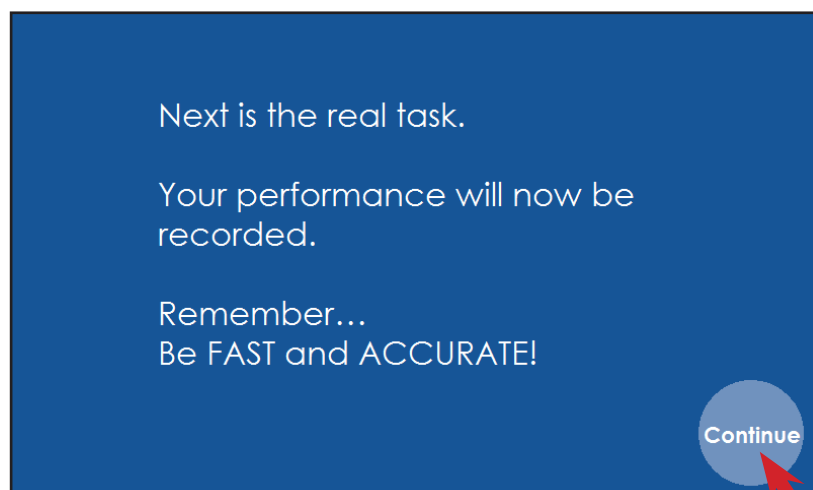 Next is the real task.
Your performance will now be
recorded.
Remember…
Be FAST and ACCURATE!
Continue